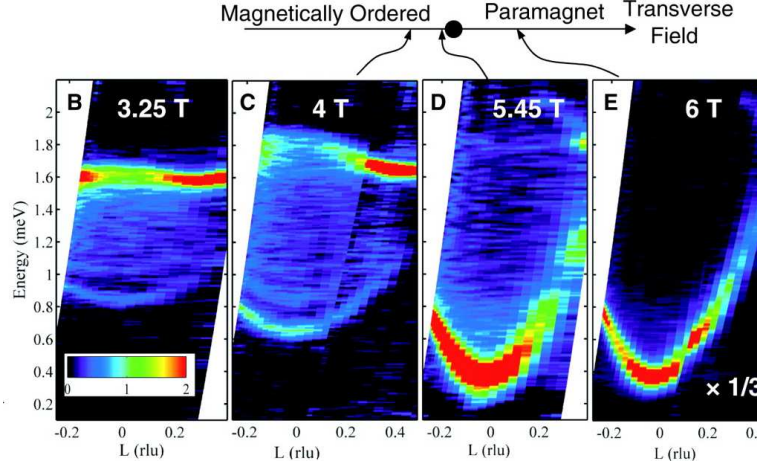 Magnetically Ordered Paramagnet Transverse
Field
B 3.25 T C 4 T D 5.45 T E 6 T
2
1.8
1.6
1.4
1.2
1
0.8
0.6
0.4
0.2
Energy (meV)
0 1 2
× 1/3
-0.2 0 0.2 -0.2 0 0.2 0.4 -0.2 0 0.2 -0.2 0 0.2 0.4
L (rlu) L (rlu) L (rlu) L (rlu)